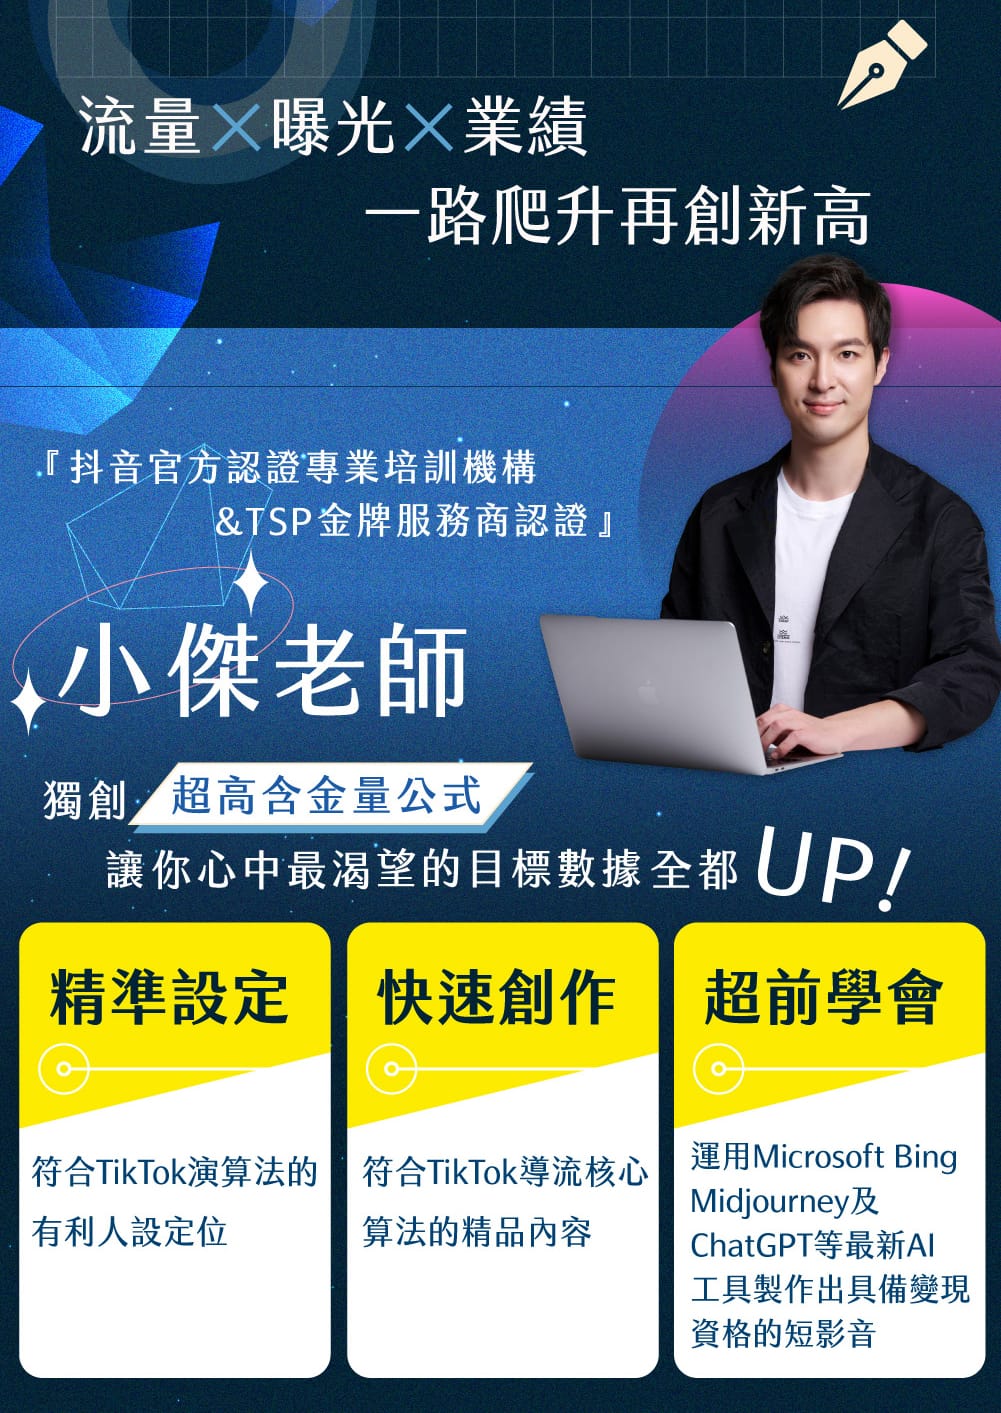 流量×曝光×業績
一路爬升再創新高
『抖音官方認證專業培訓機構
&TSP金牌服務商認證』
小傑老師
獨創 超高含金量公式
讓你心中最渴望的目標數據全都UP!
精準設定
符合TikTok演算法的
有利人設定位
快速創作
符合TikTok導流核心
算法的精品內容
超前學會
運用Microsoft Bing
Midjourney及
ChatGPT等最新AI
工具製作出具備變現
資格的短影音